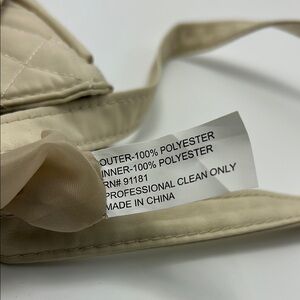 OUTER-100% POLYESTER
INNER-100% POLYESTER
RN# 91181
PROFESSIONAL CLEAN ONLY
MADE IN CHINA